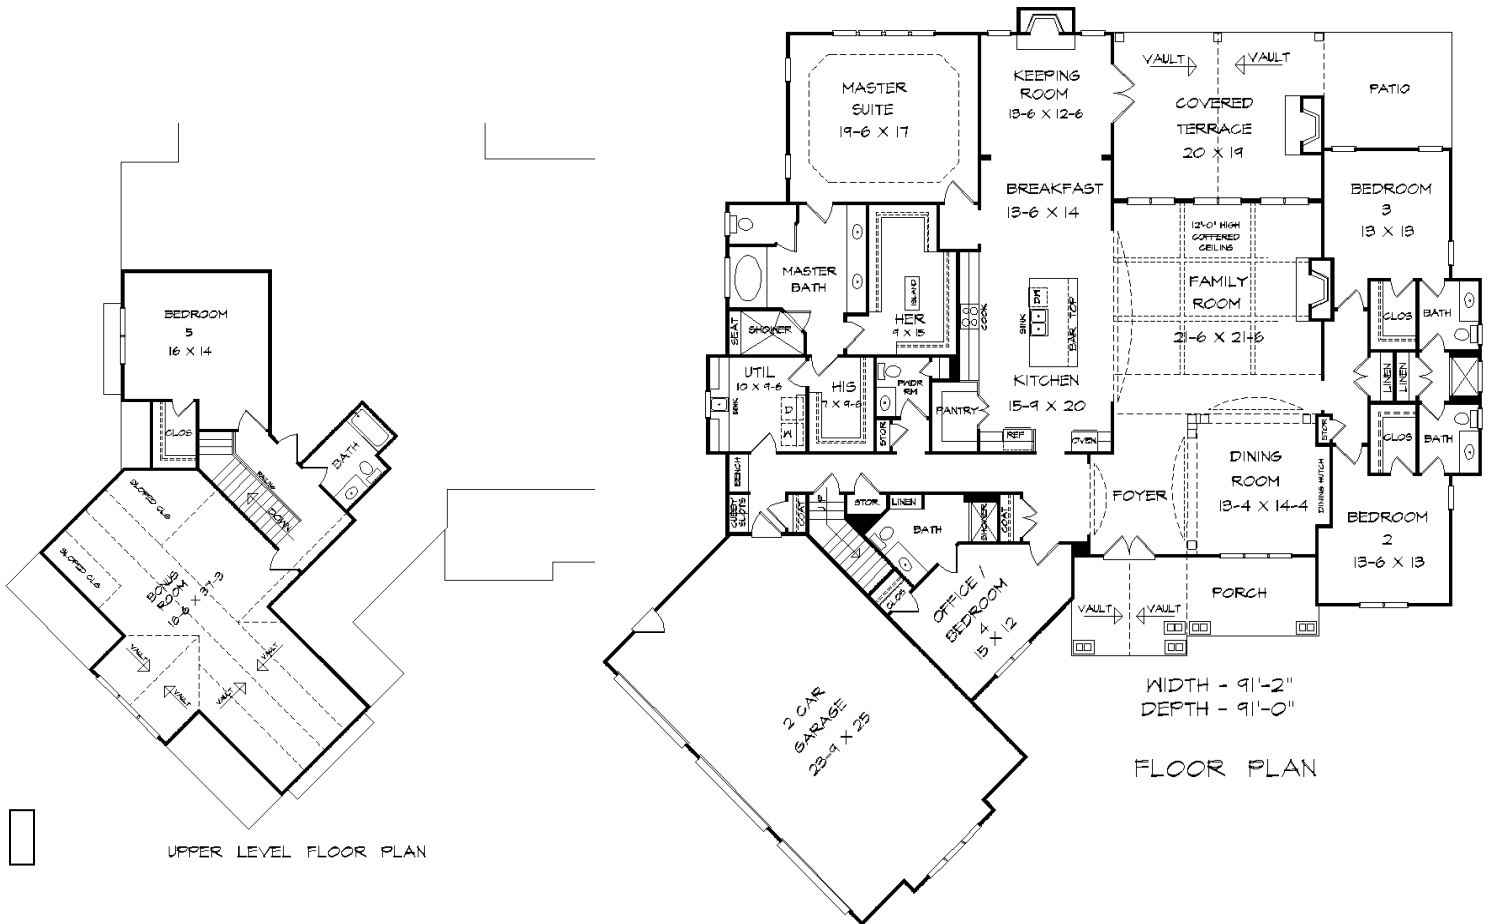 BEDROOM
5
16 X 14
CLOS
RAILING
DOWN
BATH
SLOPED CLG
SLOPED CLG
BONUS
ROOM
VAULT
VAULT
VAULT
VAULT
UPPER LEVEL FLOOR PLAN
MASTER
SUITE
19-6 X 17
KEEPING
ROOM
13-6 X 12-6
VAULT
VAULT
COVERED
TERRACE
20 X 19
PATIO
BREAKFAST
13-6 X 14
BEDROOM
3
13 X 13
12'-0" HIGH
COFFERED
CEILING
MASTER
BATH
ISLAND
HER
9 X 15
SEAT
SHOWER
COOK
SINK
DW
BAR TOP
FAMILY
ROOM
21-6 X 21-6
CLOS
BATH
UTIL
10 X 9-6
SINK
D
W
HIS
7 X 9-6
PWDR
RM
STOR
PANTRY
KITCHEN
15-9 X 20
REF
OVEN
LINEN
LINEN
CLOS
BATH
STOR
DINING
ROOM
13-4 X 14-4
DINING HUTCH
FOYER
BENCH
CUBBY
SLOTS
COAT
UP
STOR
LINEN
BATH
SHOWER
COAT
CLOS
OFFICE /
BEDROOM
4
15 X 12
BEDROOM
2
13-6 X 13
VAULT
VAULT
PORCH
2 CAR
GARAGE
23-9 X 25
WIDTH - 91'-2"
DEPTH - 91'-0"
FLOOR PLAN